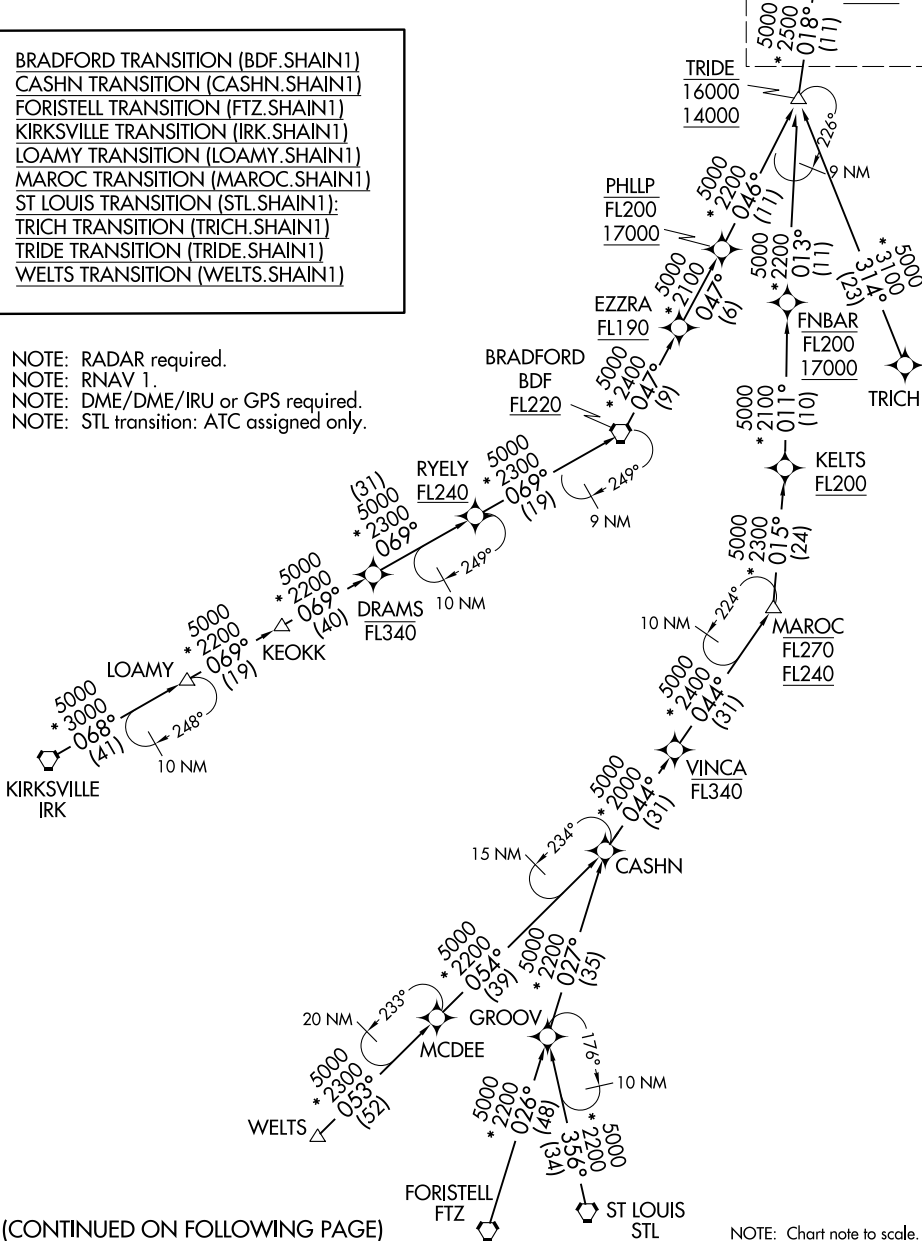 BRADFORD TRANSITION (BDF.SHAIN1)
CASHN TRANSITION (CASHN.SHAIN1)
FORISTELL TRANSITION (FTZ.SHAIN1)
KIRKSVILLE TRANSITION (IRK.SHAIN1)
LOAMY TRANSITION (LOAMY.SHAIN1)
MAROC TRANSITION (MAROC.SHAIN1)
ST LOUIS TRANSITION (STL.SHAIN1):
TRICH TRANSITION (TRICH.SHAIN1)
TRIDE TRANSITION (TRIDE.SHAIN1)
WELTS TRANSITION (WELTS.SHAIN1)
NOTE: RADAR required.
NOTE: RNAV 1.
NOTE: DME/DME/IRU or GPS required.
NOTE: STL transition: ATC assigned only.
5000
* 2500
018°
(11)
TRIDE
16000
14000
226°
9 NM
5000
* 2200
046°
(11)
PHLLP
FL200
17000
5000
* 2200
013°
(11)
5000
* 3100
314°
(23)
TRICH
FNBAR
FL200
17000
5000
* 2100
047°
(6)
EZZRA
FL190
5000
* 2400
047°
(9)
BRADFORD
BDF
FL220
249°
9 NM
5000
* 2100
011°
(10)
KELTS
FL200
5000
* 2300
069°
(19)
RYELY
FL240
249°
10 NM
(31)
5000
* 2300
069°
DRAMS
FL340
5000
* 2300
015°
(24)
224°
10 NM
MAROC
FL270
FL240
5000
* 2200
069°
(40)
KEOKK
5000
* 2200
069°
(19)
LOAMY
248°
10 NM
5000
* 3000
068°
(41)
KIRKSVILLE
IRK
5000
* 2400
044°
(31)
VINCA
FL340
5000
* 2000
044°
(31)
234°
15 NM
CASHN
5000
* 2200
054°
(39)
5000
* 2200
027°
(35)
233°
20 NM
MCDEE
GROOV
176°
10 NM
5000
* 2300
053°
(52)
WELTS
5000
* 2200
026°
(48)
5000
* 2200
356°
(34)
FORISTELL
FTZ
ST LOUIS
STL
(CONTINUED ON FOLLOWING PAGE)
NOTE: Chart note to scale.